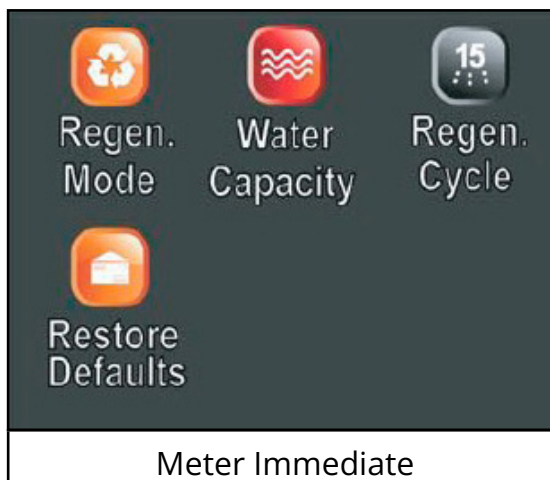 15
Regen.
Mode
Water
Capacity
Regen.
Cycle
Restore
Defaults
Meter Immediate